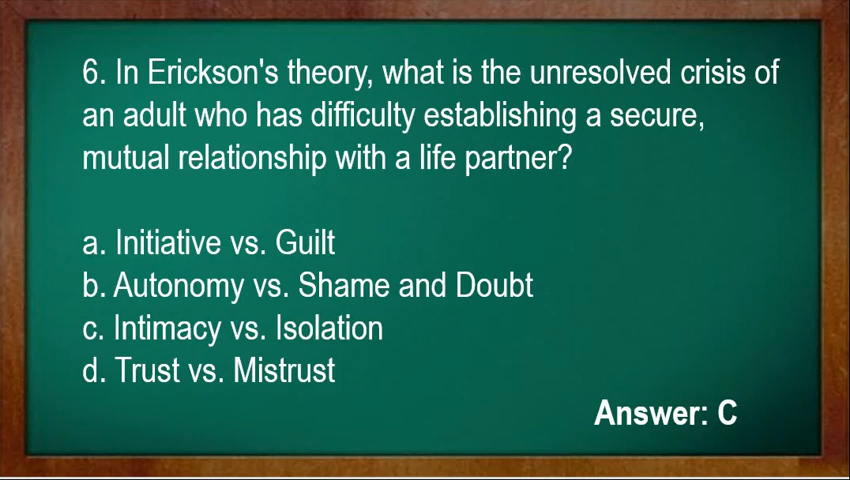 6. In Erickson's theory, what is the unresolved crisis of
an adult who has difficulty establishing a secure,
mutual relationship with a life partner?
a. Initiative vs. Guilt
b. Autonomy vs. Shame and Doubt
c. Intimacy vs. Isolation
d. Trust vs. Mistrust
Answer: C